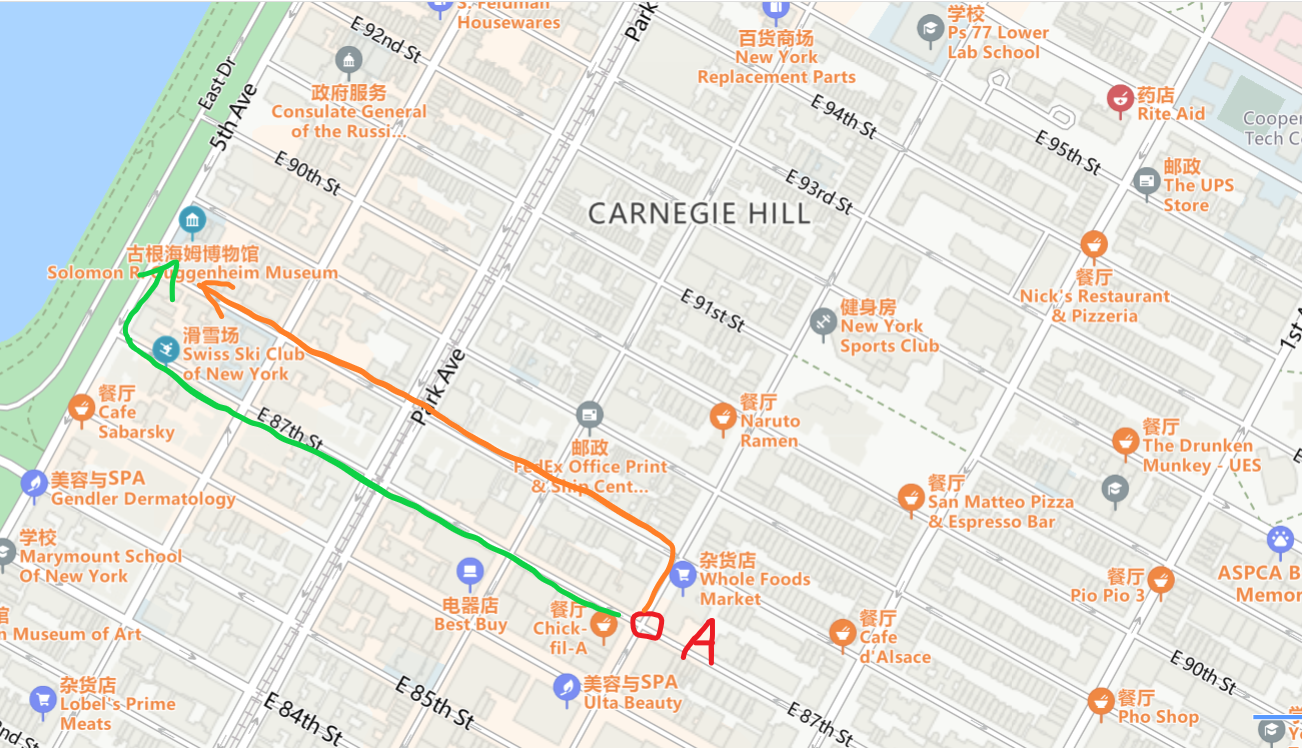 S. Feldman
Housewares
Park
百货商场
New York
Replacement Parts
学校
Ps 77 Lower
Lab School
E 92nd St
East Dr
5th Ave
政府服务
Consulate General
of the Russi...
E 94th St
药店
Rite Aid
Cooper
Tech Co
E 95th St
E 90th St
E 93rd St
邮政
The UPS
Store
CARNEGIE HILL
古根海姆博物馆
Solomon R. Guggenheim Museum
餐厅
Nick's Restaurant
& Pizzeria
E 91st St
健身房
New York
Sports Club
1st A
滑雪场
Swiss Ski Club
of New York
Park Ave
餐厅
Cafe
Sabarsky
E 87th St
餐厅
Naruto
Ramen
邮政
FedEx Office Print
& Ship Cent...
餐厅
The Drunken
Munkey - UES
美容与SPA
Gendler Dermatology
餐厅
San Matteo Pizza
& Espresso Bar
学校
Marymount School
Of New York
杂货店
Whole Foods
Market
餐厅
Pio Pio 3
ASPCA B
Memor
馆
n Museum of Art
电器店
Best Buy
餐厅
Chick-
fil-A
A
餐厅
Cafe
d'Alsace
E 90th St
杂货店
Lobel's Prime
Meats
E 84th St
E 85th St
美容与SPA
Ulta Beauty
E 87th St
餐厅
Pho Shop
2nd St